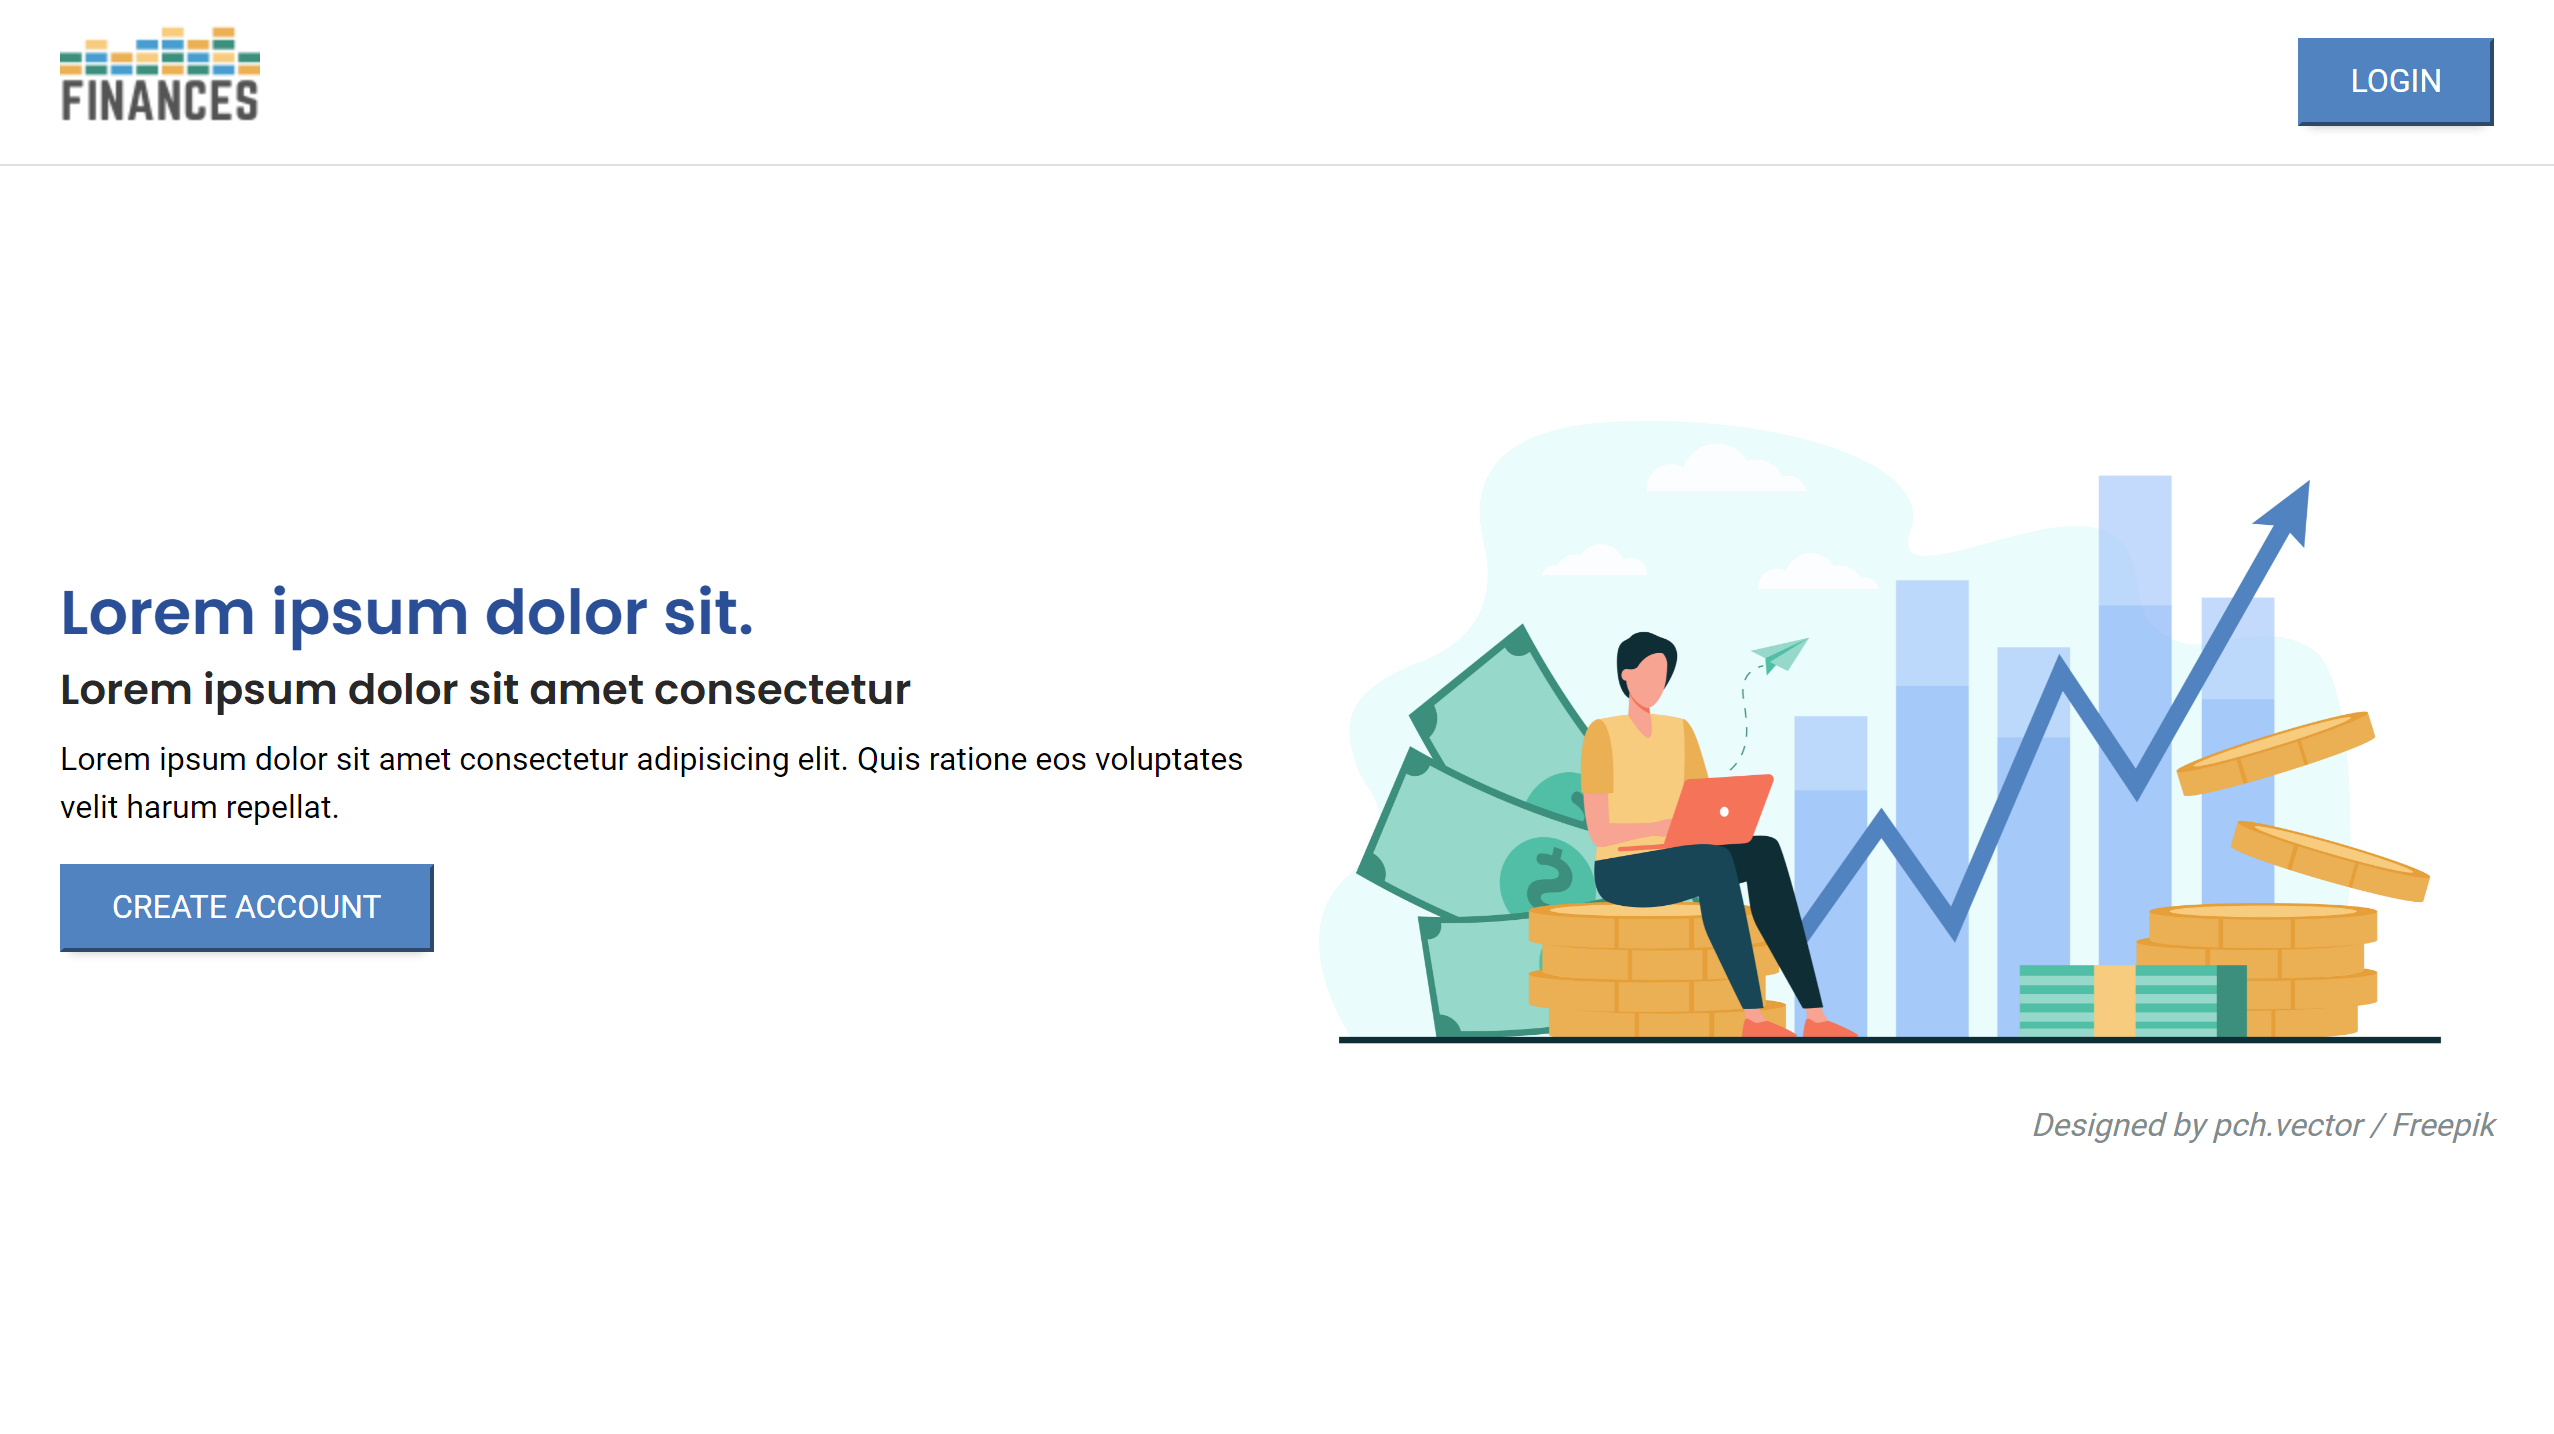 FINANCES
LOGIN
Lorem ipsum dolor sit.
Lorem ipsum dolor sit amet consectetur
Lorem ipsum dolor sit amet consectetur adipisicing elit. Quis ratione eos voluptates
velit harum repellat.
CREATE ACCOUNT
Designed by pch.vector / Freepik